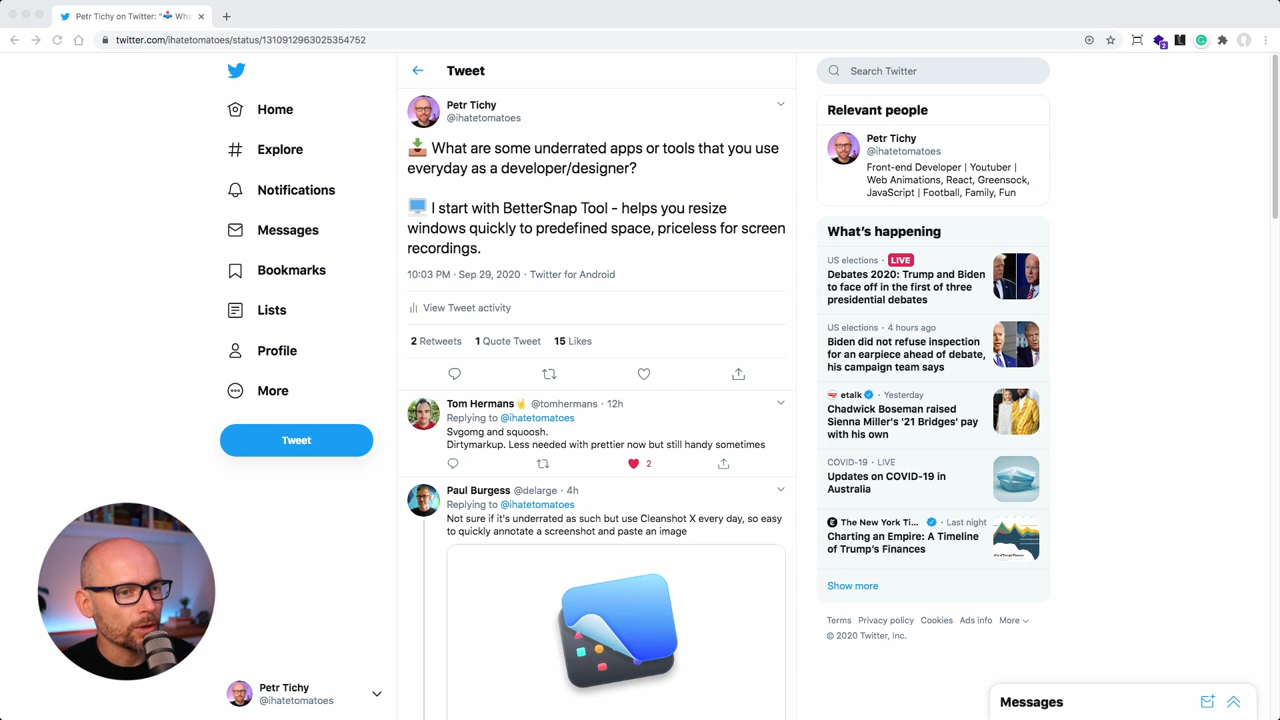 Petr Tichy on Twitter: "📥 Wha
twitter.com/ihatetomatoes/status/1310912963025354752
2
Home
Explore
Notifications
Messages
Bookmarks
Lists
Profile
More
Tweet
Petr Tichy
@ihatetomatoes
Tweet
Petr Tichy
@ihatetomatoes
📥 What are some underrated apps or tools that you use
everyday as a developer/designer?
🖥️ I start with BetterSnap Tool - helps you resize
windows quickly to predefined space, priceless for screen
recordings.
10:03 PM · Sep 29, 2020 · Twitter for Android
View Tweet activity
2 Retweets 1 Quote Tweet 15 Likes
Tom Hermans🤘 @tomhermans · 12h
Replying to @ihatetomatoes
Svgomg and squoosh.
Dirtymarkup. Less needed with prettier now but still handy sometimes
2
Paul Burgess @delarge · 4h
Replying to @ihatetomatoes
Not sure if it's underrated as such but use Cleanshot X every day, so easy
to quickly annotate a screenshot and paste an image
Search Twitter
Relevant people
Petr Tichy
@ihatetomatoes
Front-end Developer | Youtuber |
Web Animations, React, Greensock,
JavaScript | Football, Family, Fun
What's happening
US elections · LIVE
Debates 2020: Trump and Biden
to face off in the first of three
presidential debates
US elections · 4 hours ago
Biden did not refuse inspection
for an earpiece ahead of debate,
his campaign team says
etalk · Yesterday
Chadwick Boseman raised
Sienna Miller's '21 Bridges' pay
with his own
COVID-19 · LIVE
Updates on COVID-19 in
Australia
The New York Ti... · Last night
Charting an Empire: A Timeline
of Trump's Finances
Show more
Terms Privacy policy Cookies Ads info More
© 2020 Twitter, Inc.
Messages